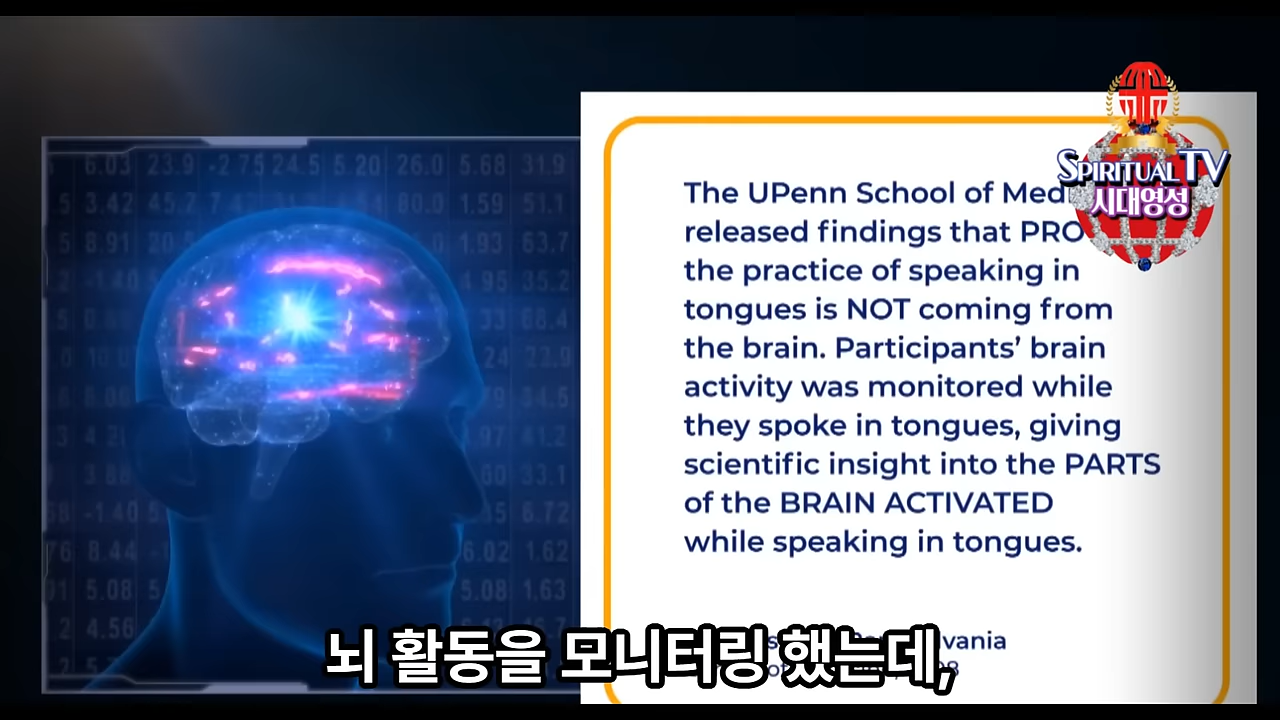 The UPenn School of Med
released findings that PRO
the practice of speaking in
tongues is NOT coming from
the brain. Participants’ brain
activity was monitored while
they spoke in tongues, giving
scientific insight into the PARTS
of the BRAIN ACTIVATED
while speaking in tongues.
SPIRITUAL TV
시대영성
뇌 활동을 모니터링 했는데,